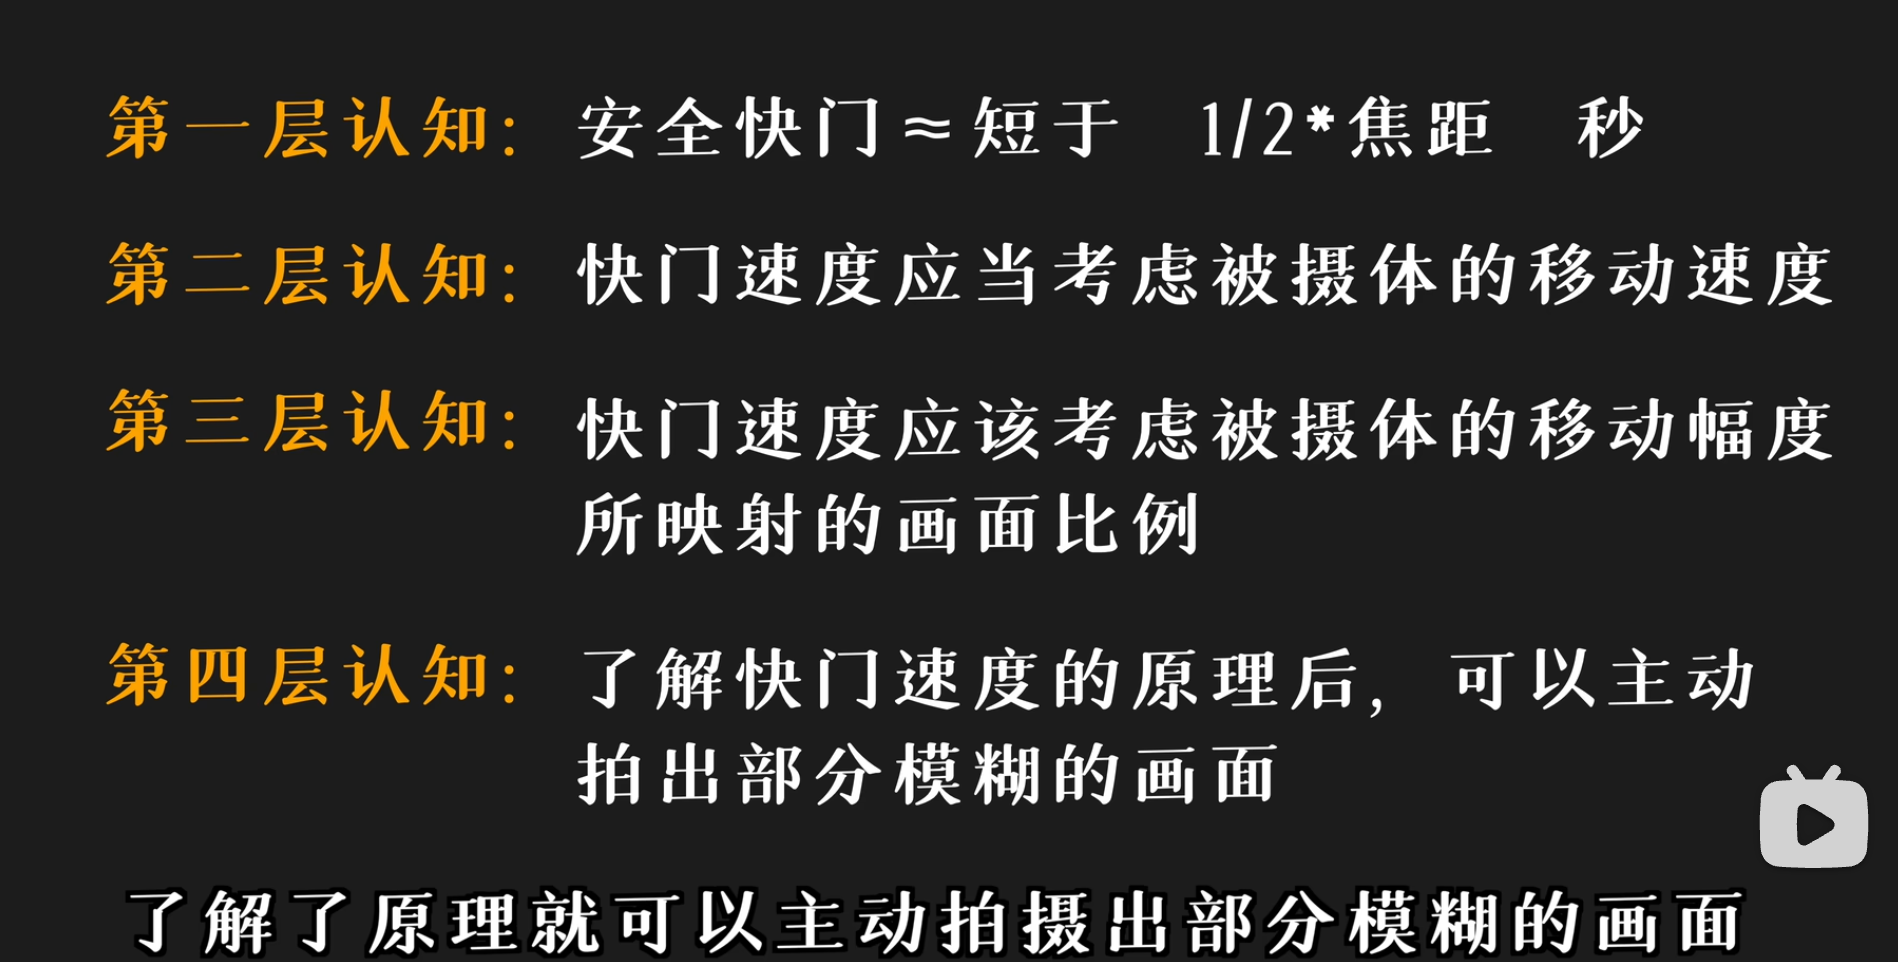 第一层认知：安全快门≈短于 1/2*焦距 秒
第二层认知：快门速度应当考虑被摄体的移动速度
第三层认知：快门速度应该考虑被摄体的移动幅度
所映射的画面比例
第四层认知：了解快门速度的原理后，可以主动
拍出部分模糊的画面
了解了原理就可以主动拍摄出部分模糊的画面